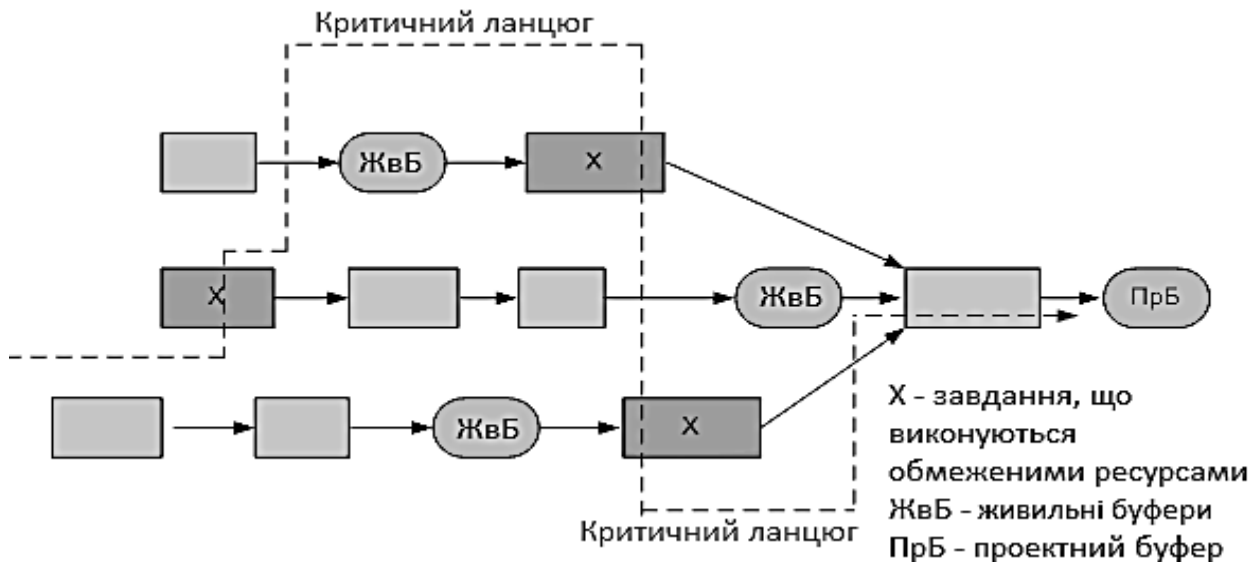 Критичний ланцюг
ЖвБ
X
X
ЖвБ
ПрБ
ЖвБ
X
X - завдання, що
виконуються
обмеженими ресурсами
ЖвБ - живильні буфери
ПрБ - проектний буфер
Критичний ланцюг